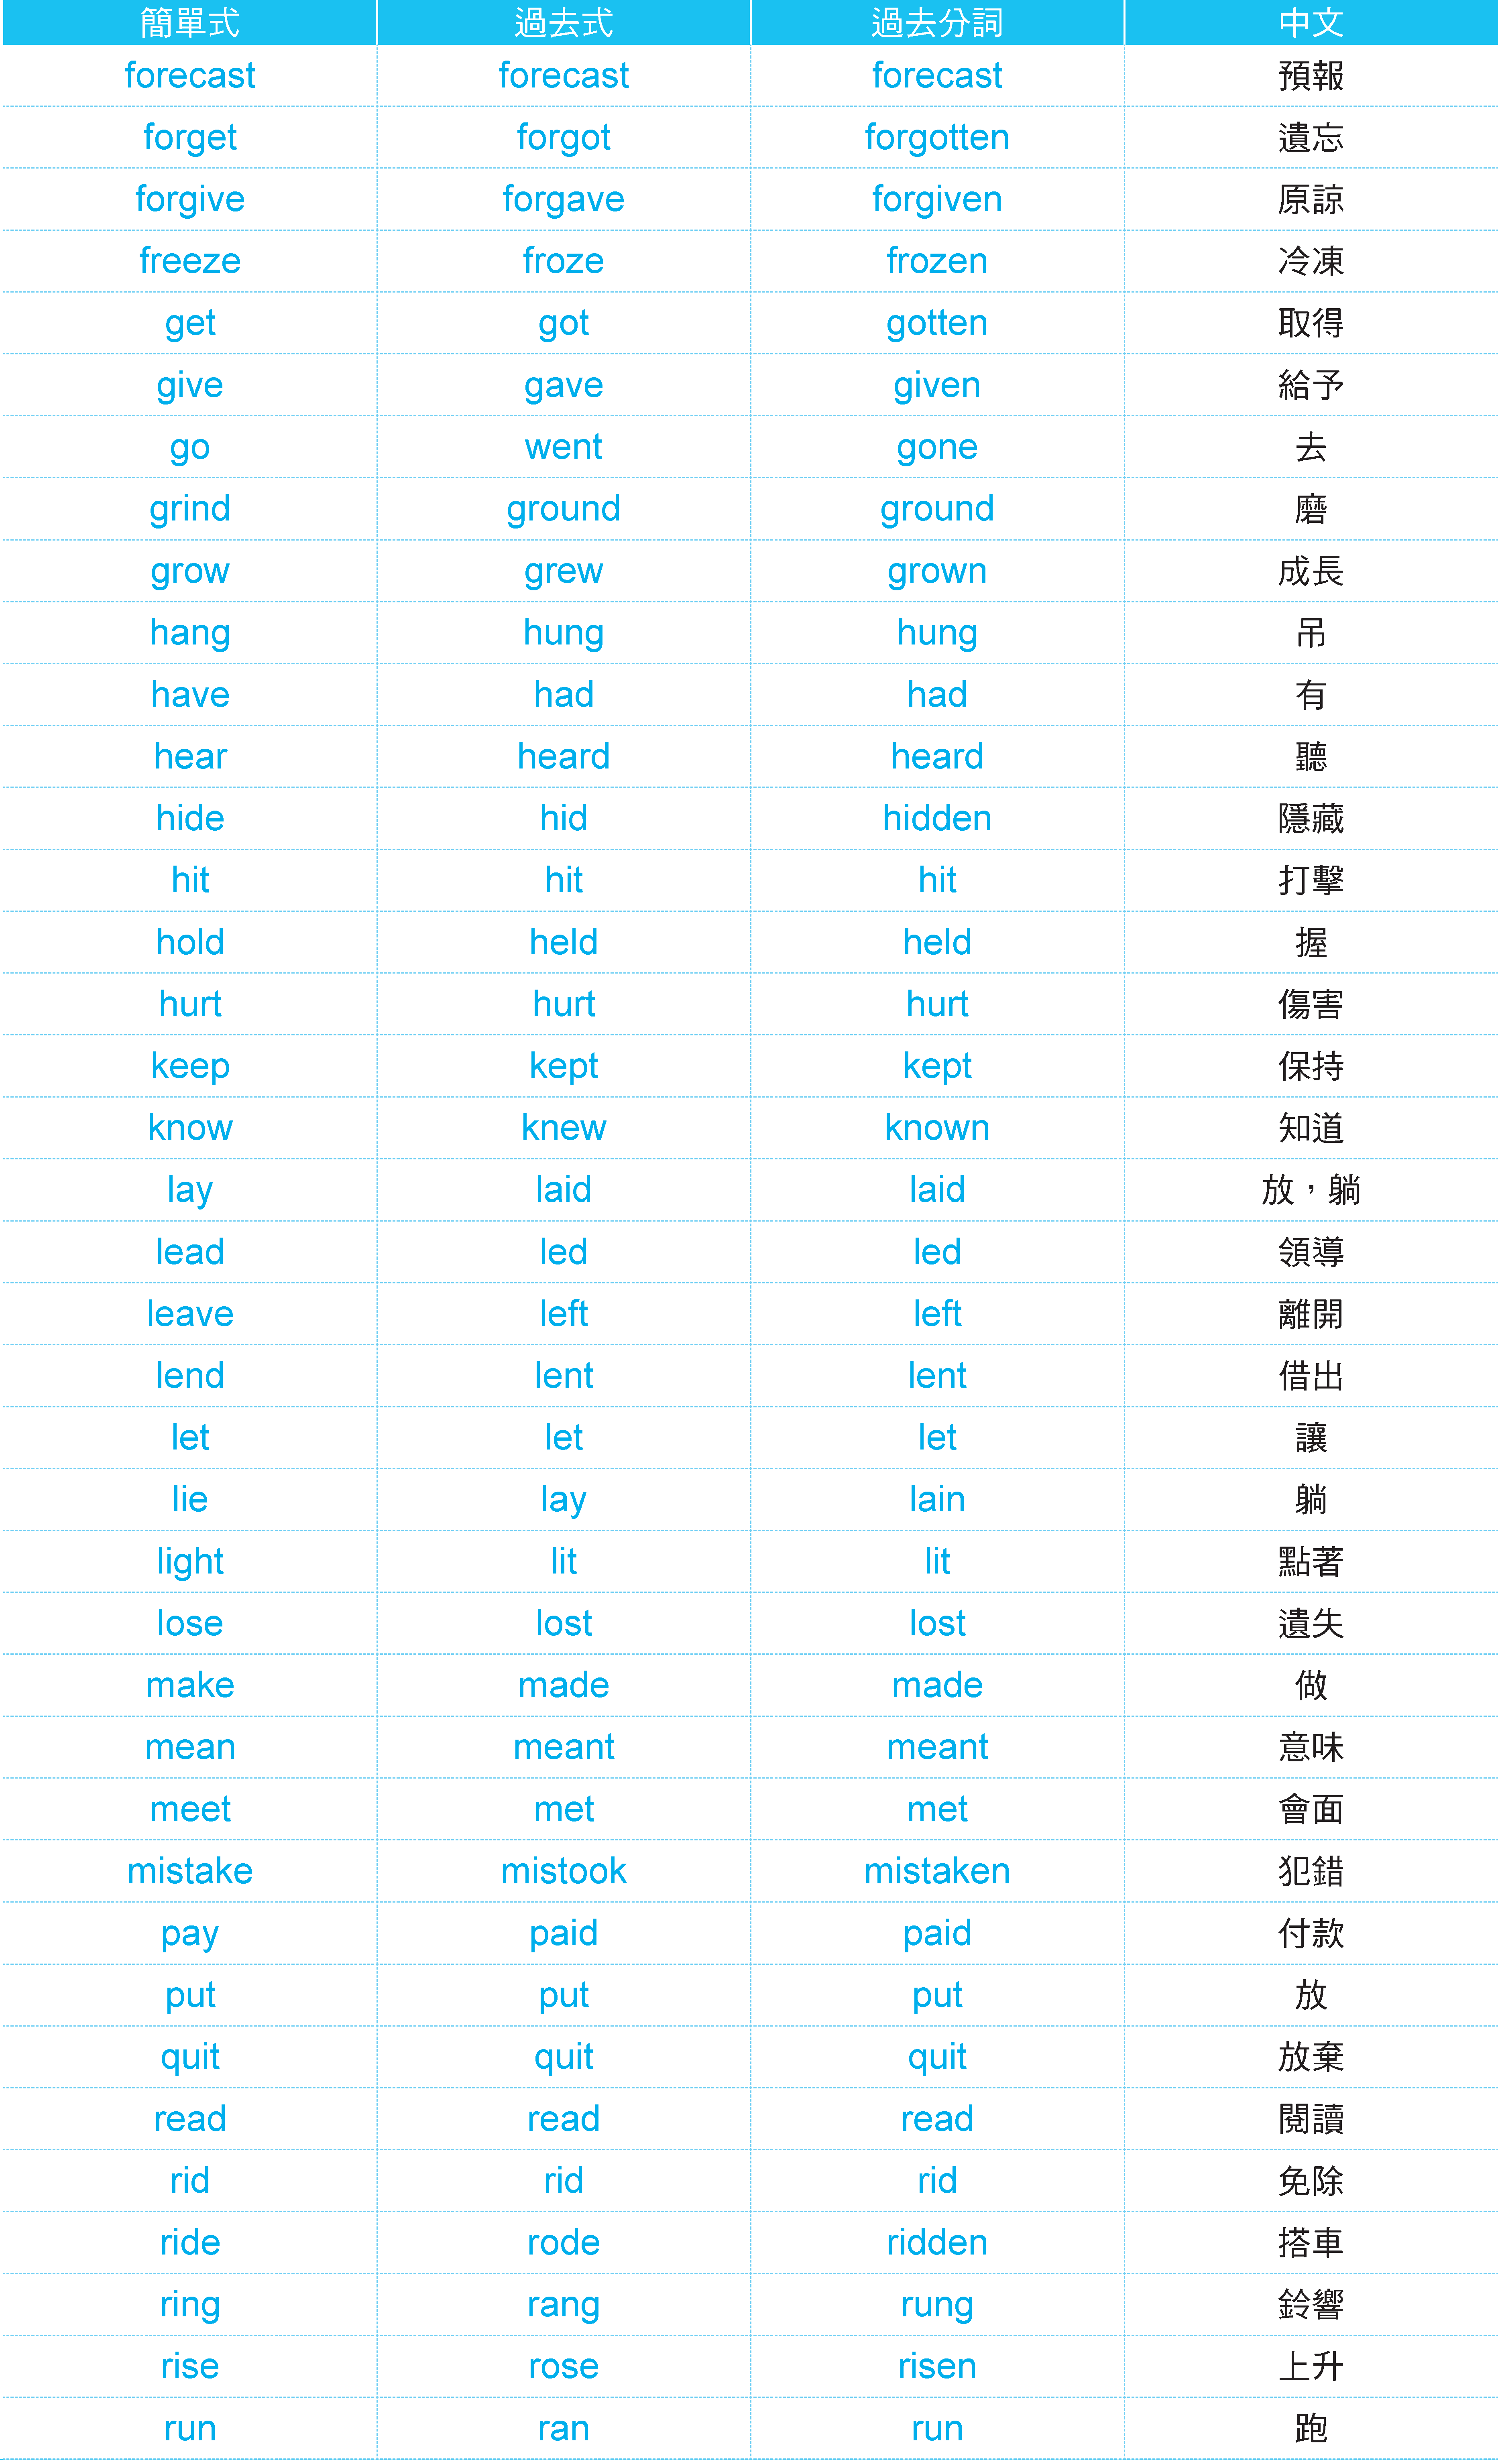 簡單式 過去式 過去分詞 中文
forecast forecast forecast 預報
forget forgot forgotten 遺忘
forgive forgave forgiven 原諒
freeze froze frozen 冷凍
get got gotten 取得
give gave given 給予
go went gone 去
grind ground ground 磨
grow grew grown 成長
hang hung hung 吊
have had had 有
hear heard heard 聽
hide hid hidden 隱藏
hit hit hit 打擊
hold held held 握
hurt hurt hurt 傷害
keep kept kept 保持
know knew known 知道
lay laid laid 放，躺
lead led led 領導
leave left left 離開
lend lent lent 借出
let let let 讓
lie lay lain 躺
light lit lit 點著
lose lost lost 遺失
make made made 做
mean meant meant 意味
meet met met 會面
mistake mistook mistaken 犯錯
pay paid paid 付款
put put put 放
quit quit quit 放棄
read read read 閱讀
rid rid rid 免除
ride rode ridden 搭車
ring rang rung 鈴響
rise rose risen 上升
run ran run 跑